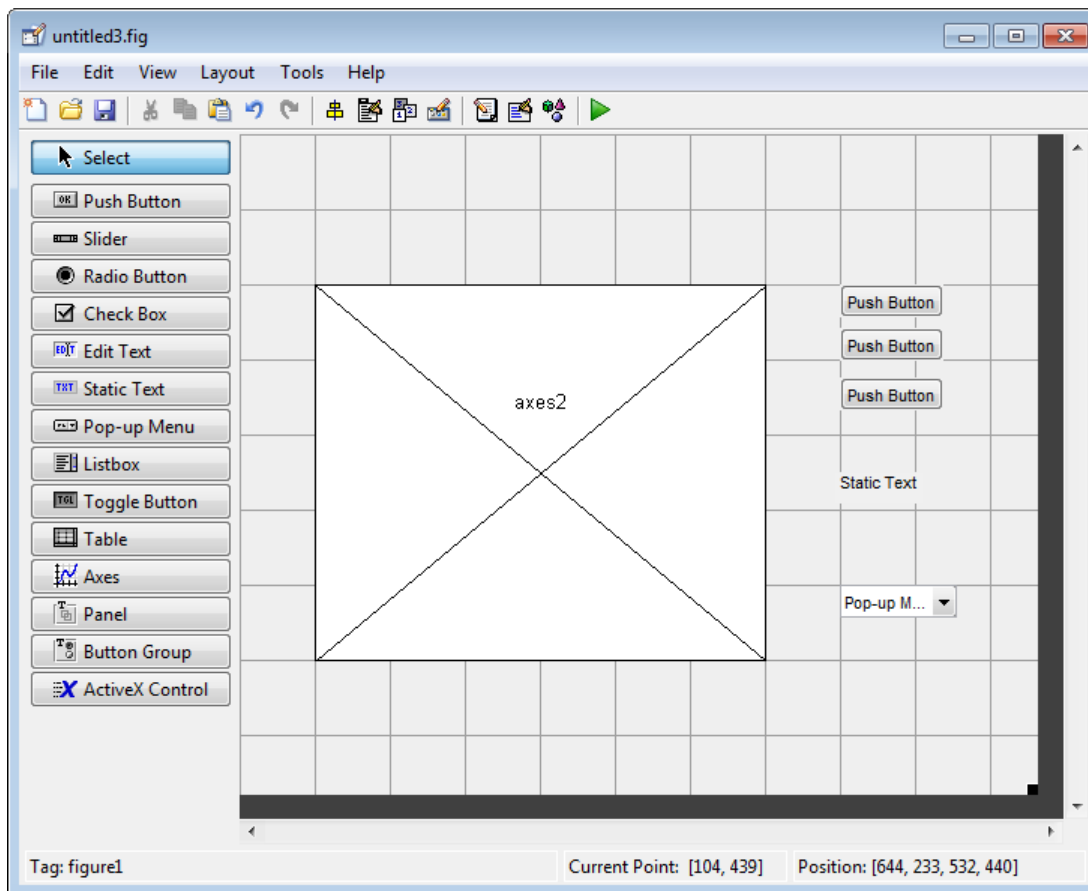 untitled3.fig
File Edit View Layout Tools Help
Select
Push Button
Slider
Radio Button
Check Box
Edit Text
Static Text
Pop-up Menu
Listbox
Toggle Button
Table
Axes
Panel
Button Group
ActiveX Control
axes2
Push Button
Push Button
Push Button
Static Text
Pop-up M...
Tag: figure1 Current Point: [104, 439] Position: [644, 233, 532, 440]